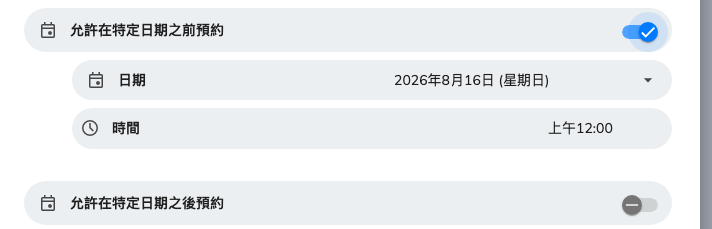 允許在特定日期之前預約
日期 2026年8月16日 (星期日)
時間 上午12:00
允許在特定日期之後預約